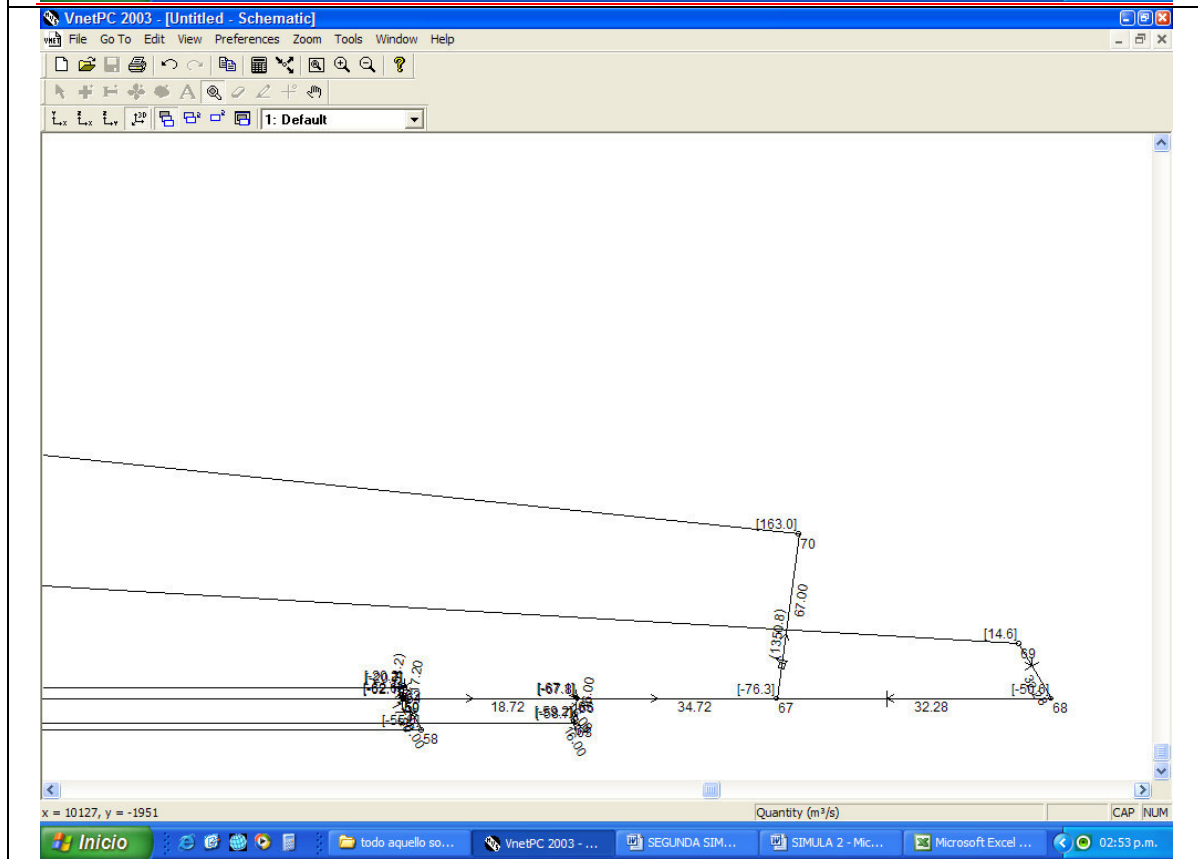 VnetPC 2003 - [Untitled - Schematic]
File Go To Edit View Preferences Zoom Tools Window Help
1: Default
[163.0]
70
67.00
(1350.8)
[14.6]
69
[-67.1]
[-76.3]
18.72
34.72
67
32.28
68
58
16.00
x = 10127, y = -1951
Quantity (m³/s)
CAP NUM
Inicio
todo aquello so...
VnetPC 2003 - ...
SEGUNDA SIM...
SIMULA 2 - Mic...
Microsoft Excel ...
02:53 p.m.